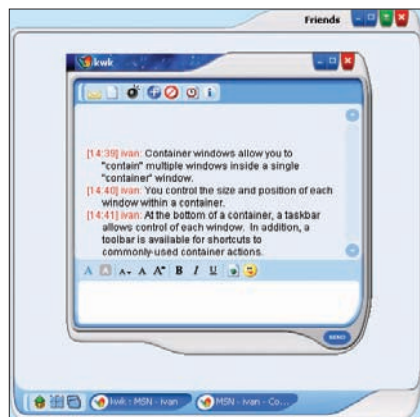 Friends
kwk
[14:39] ivan: Container windows allow you to
"contain" multiple windows inside a single
"container" window.
[14:40] ivan: You control the size and position of each
window within a container.
[14:41] ivan: At the bottom of a container, a taskbar
allows control of each window. In addition, a
toolbar is available for shortcuts to
commonly-used container actions.
A A A A A B I U
SEND
kwk : MSN - ivan MSN - ivan - Co...